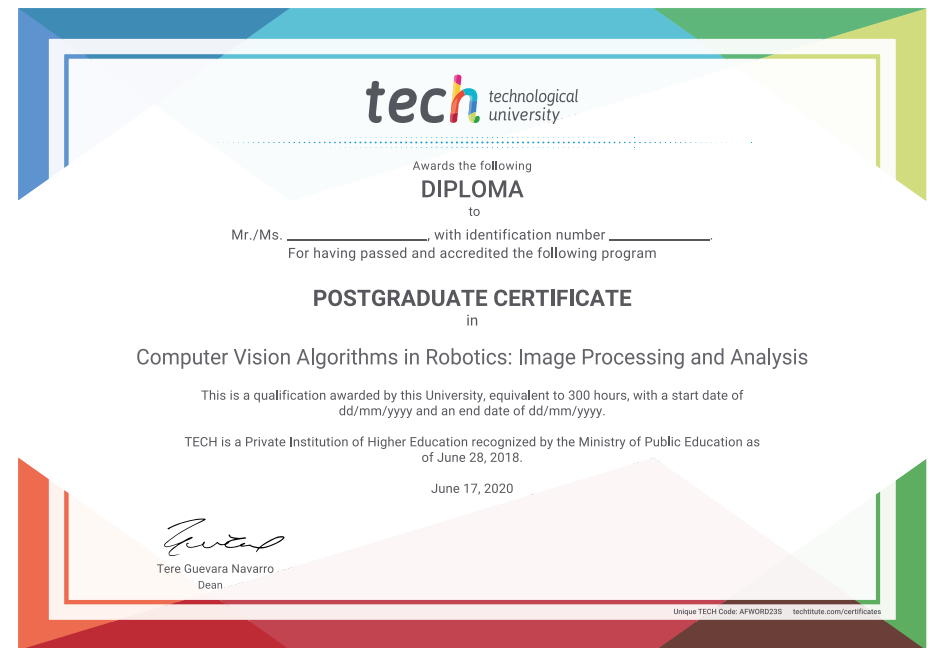 tech technological
university
Awards the following
DIPLOMA
to
Mr./Ms. ____________________, with identification number ______________.
For having passed and accredited the following program
POSTGRADUATE CERTIFICATE
in
Computer Vision Algorithms in Robotics: Image Processing and Analysis
This is a qualification awarded by this University, equivalent to 300 hours, with a start date of
dd/mm/yyyy and an end date of dd/mm/yyyy.
TECH is a Private Institution of Higher Education recognized by the Ministry of Public Education as
of June 28, 2018.
June 17, 2020
Tere Guevara Navarro
Dean
Unique TECH Code: AFWORD23S techtitute.com/certificates